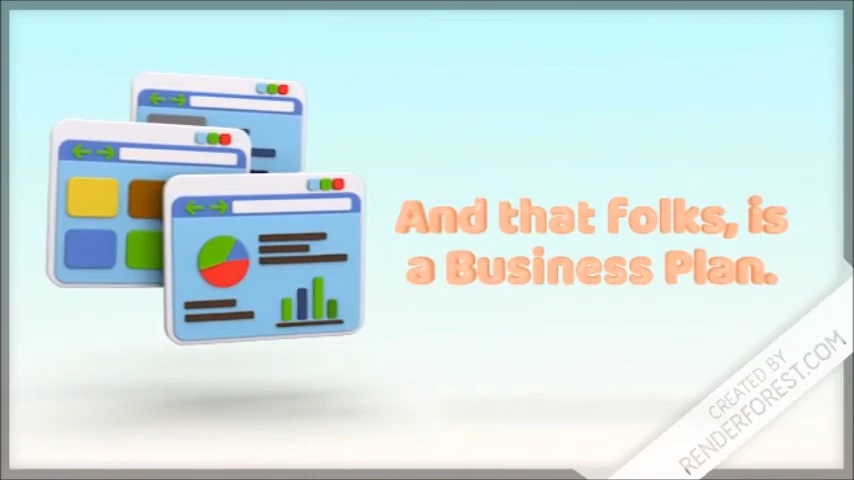 And that folks, is
a Business Plan.
CREATED BY
RENDERFOREST.COM